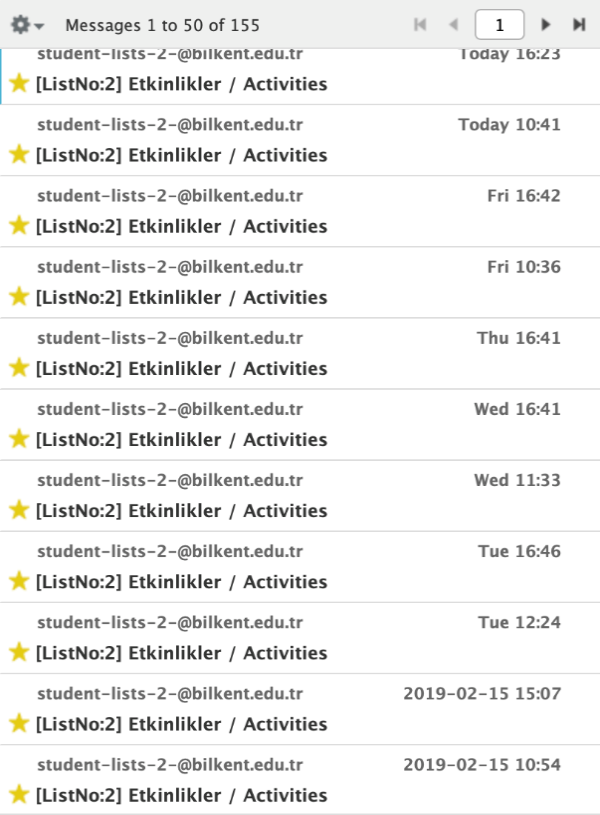 Messages 1 to 50 of 155 1
student-lists-2-@bilkent.edu.tr Today 16:23
[ListNo:2] Etkinlikler / Activities
student-lists-2-@bilkent.edu.tr Today 10:41
[ListNo:2] Etkinlikler / Activities
student-lists-2-@bilkent.edu.tr Fri 16:42
[ListNo:2] Etkinlikler / Activities
student-lists-2-@bilkent.edu.tr Fri 10:36
[ListNo:2] Etkinlikler / Activities
student-lists-2-@bilkent.edu.tr Thu 16:41
[ListNo:2] Etkinlikler / Activities
student-lists-2-@bilkent.edu.tr Wed 16:41
[ListNo:2] Etkinlikler / Activities
student-lists-2-@bilkent.edu.tr Wed 11:33
[ListNo:2] Etkinlikler / Activities
student-lists-2-@bilkent.edu.tr Tue 16:46
[ListNo:2] Etkinlikler / Activities
student-lists-2-@bilkent.edu.tr Tue 12:24
[ListNo:2] Etkinlikler / Activities
student-lists-2-@bilkent.edu.tr 2019-02-15 15:07
[ListNo:2] Etkinlikler / Activities
student-lists-2-@bilkent.edu.tr 2019-02-15 10:54
[ListNo:2] Etkinlikler / Activities